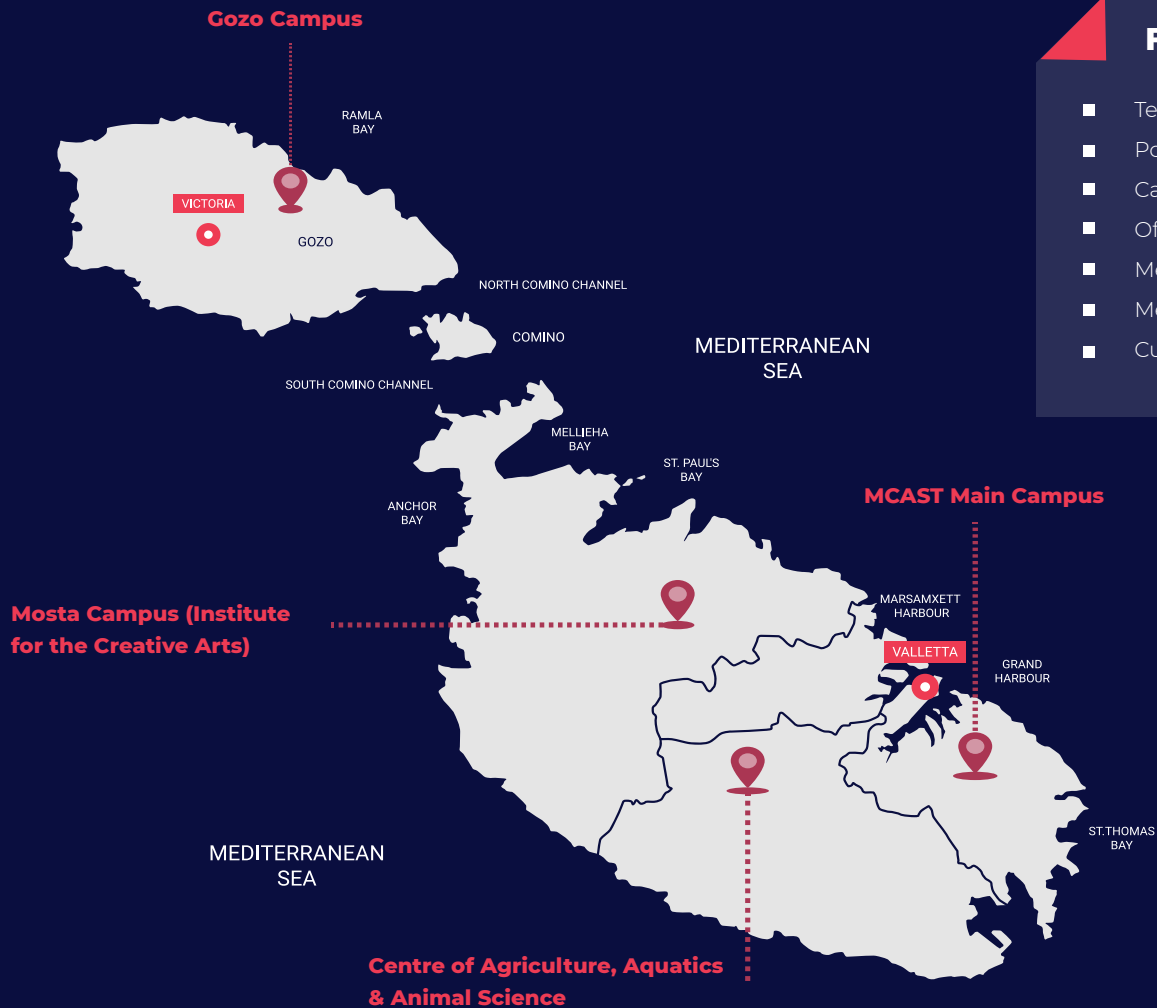 Gozo Campus
RAMLA
BAY
VICTORIA
GOZO
NORTH COMINO CHANNEL
COMINO
MEDITERRANEAN
SEA
SOUTH COMINO CHANNEL
MELLIEHA
BAY
ST. PAUL'S
BAY
ANCHOR
BAY
MCAST Main Campus
Mosta Campus (Institute
for the Creative Arts)
MARSAMXETT
HARBOUR
VALLETTA
GRAND
HARBOUR
ST.THOMAS
BAY
MEDITERRANEAN
SEA
Centre of Agriculture, Aquatics
& Animal Science